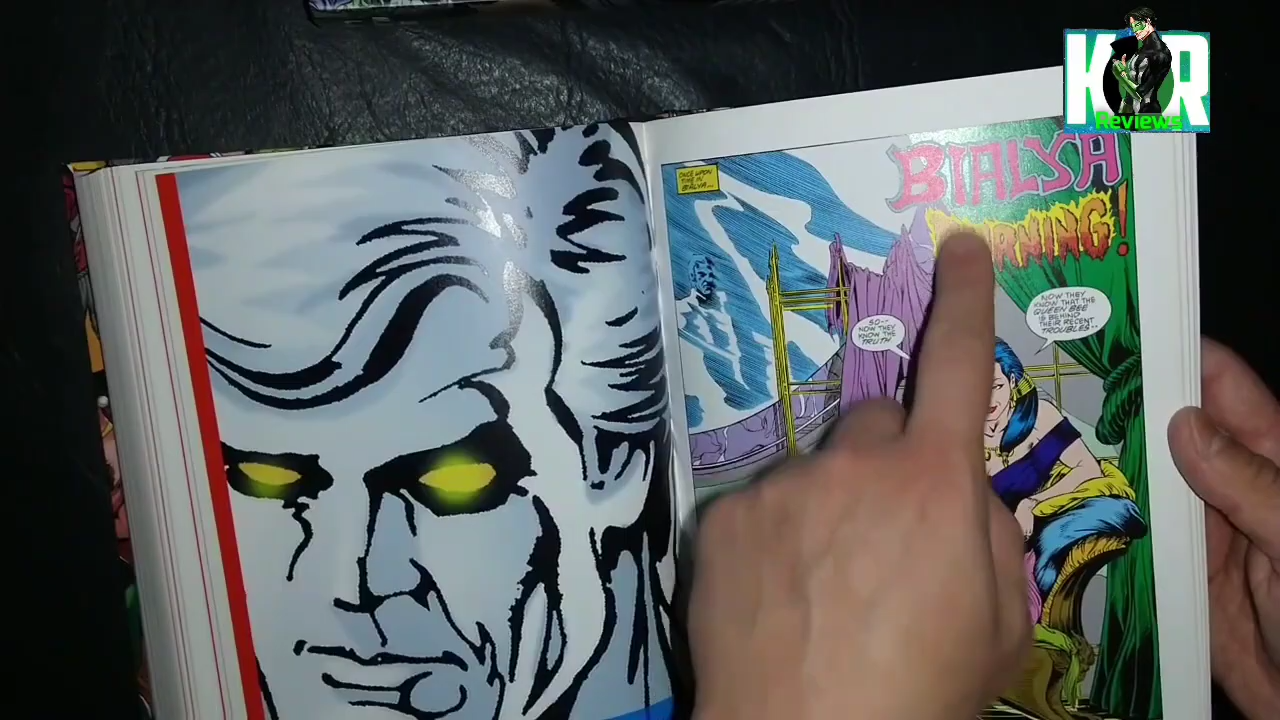 K R
Reviews
ONCE UPON
TIME IN
BIALYA...
BIALYA
BURNING!
SO--
NOW THEY
KNOW THE
TRUTH
NOW THEY
KNOW THAT THE
QUEEN BEE
IS BEHIND
THEIR RECENT
TROUBLES--